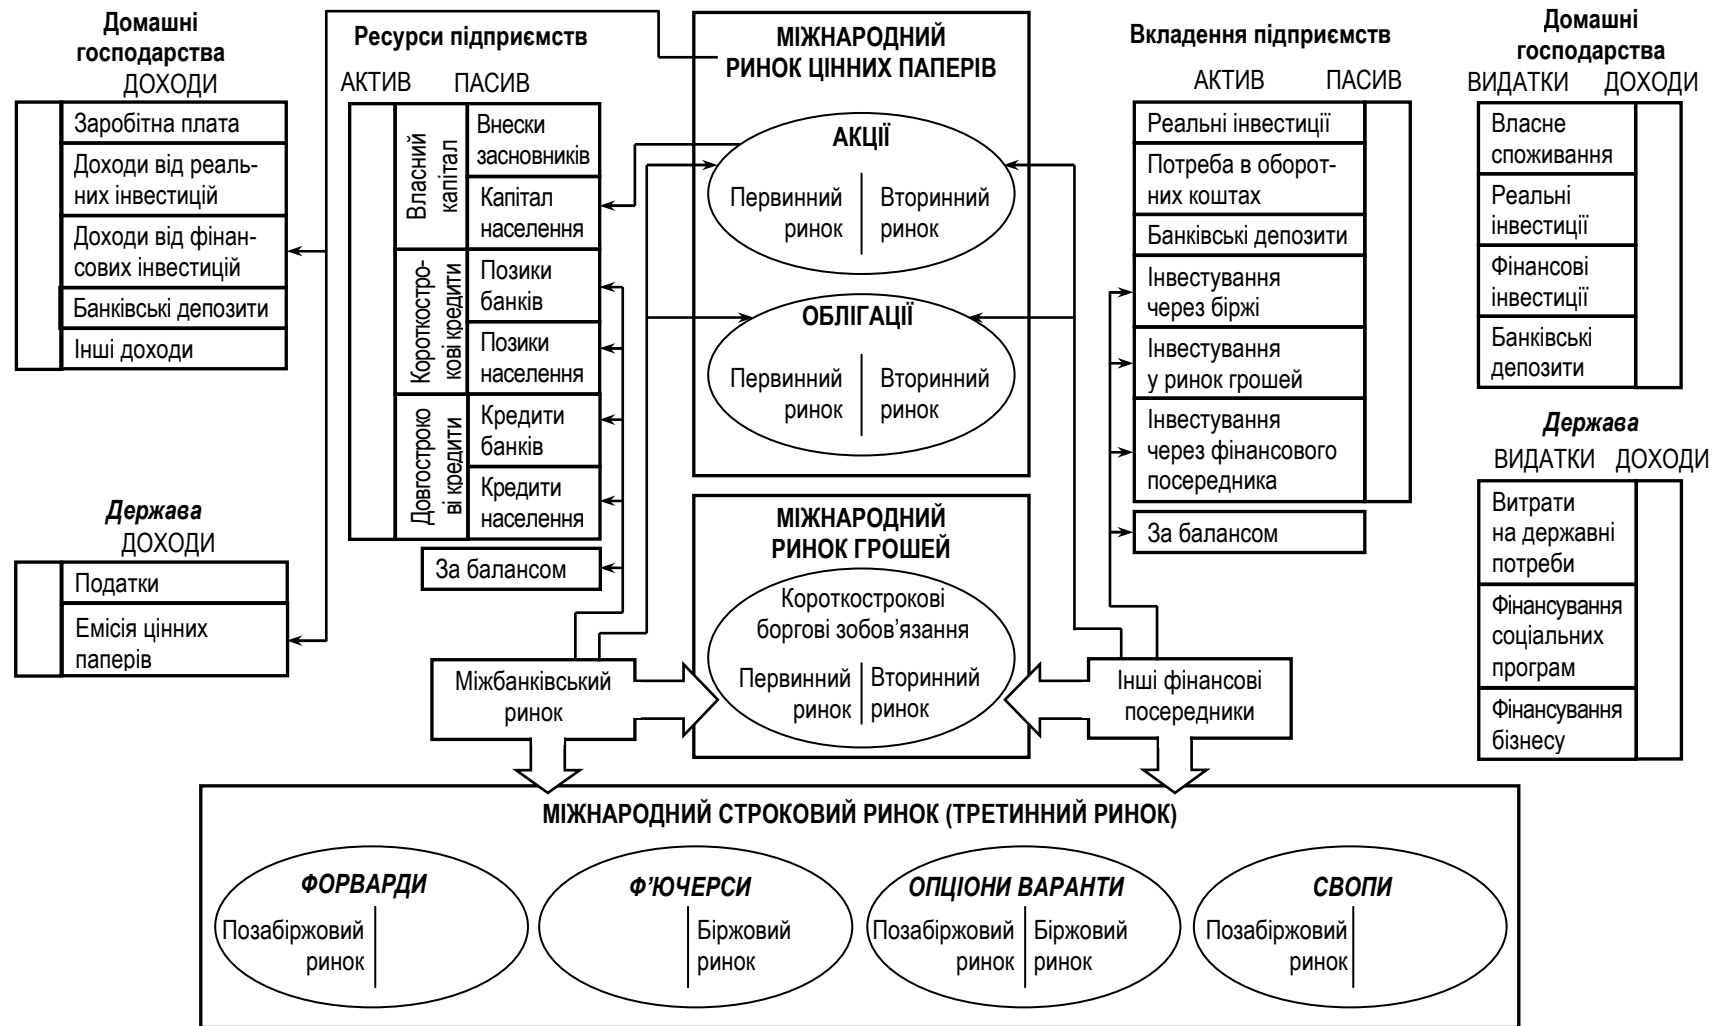 Домашні
господарства
ДОХОДИ
Заробітна плата
Доходи від реаль-
них інвестицій
Доходи від фінан-
сових інвестицій
Банківські депозити
Інші доходи
Держава
ДОХОДИ
Податки
Емісія цінних
паперів
Ресурси підприємств
АКТИВ ПАСИВ
Власний
капітал
Внески
засновників
Капітал
населення
Короткостро-
кові кредити
Позики
банків
Позики
населення
Довгостроко
ві кредити
Кредити
банків
Кредити
населення
За балансом
Міжбанківський
ринок
МІЖНАРОДНИЙ
РИНОК ЦІННИХ ПАПЕРІВ
АКЦІЇ
Первинний Вторинний
ринок ринок
ОБЛІГАЦІЇ
Первинний Вторинний
ринок ринок
МІЖНАРОДНИЙ
РИНОК ГРОШЕЙ
Короткострокові
боргові зобов’язання
Первинний Вторинний
ринок ринок
Вкладення підприємств
АКТИВ ПАСИВ
Реальні інвестиції
Потреба в оборот-
них коштах
Банківські депозити
Інвестування
через біржі
Інвестування
у ринок грошей
Інвестування
через фінансового
посередника
За балансом
Інші фінансові
посередники
Домашні
господарства
ВИДАТКИ ДОХОДИ
Власне
споживання
Реальні
інвестиції
Фінансові
інвестиції
Банківські
депозити
Держава
ВИДАТКИ ДОХОДИ
Витрати
на державні
потреби
Фінансування
соціальних
програм
Фінансування
бізнесу
МІЖНАРОДНИЙ СТРОКОВИЙ РИНОК (ТРЕТИННИЙ РИНОК)
ФОРВАРДИ
Позабіржовий
ринок
Ф’ЮЧЕРСИ
Біржовий
ринок
ОПЦІОНИ ВАРАНТИ
Позабіржовий Біржовий
ринок ринок
СВОПИ
Позабіржовий
ринок